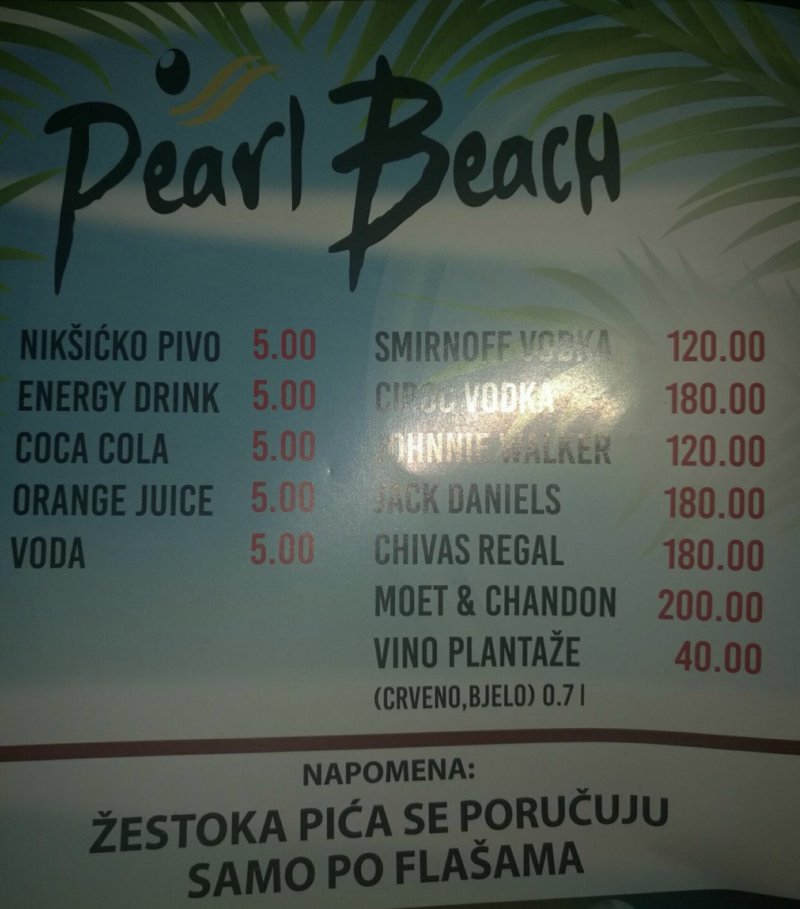 Pearl Beach
NIKŠIĆKO PIVO 5.00
ENERGY DRINK 5.00
COCA COLA 5.00
ORANGE JUICE 5.00
VODA 5.00
SMIRNOFF VODKA 120.00
CIROC VODKA 180.00
JOHNNIE WALKER 120.00
JACK DANIELS 180.00
CHIVAS REGAL 180.00
MOET & CHANDON 200.00
VINO PLANTAŽE 40.00
(CRVENO,BJELO) 0.7 l
NAPOMENA:
ŽESTOKA PIĆA SE PORUČUJU
SAMO PO FLAŠAMA